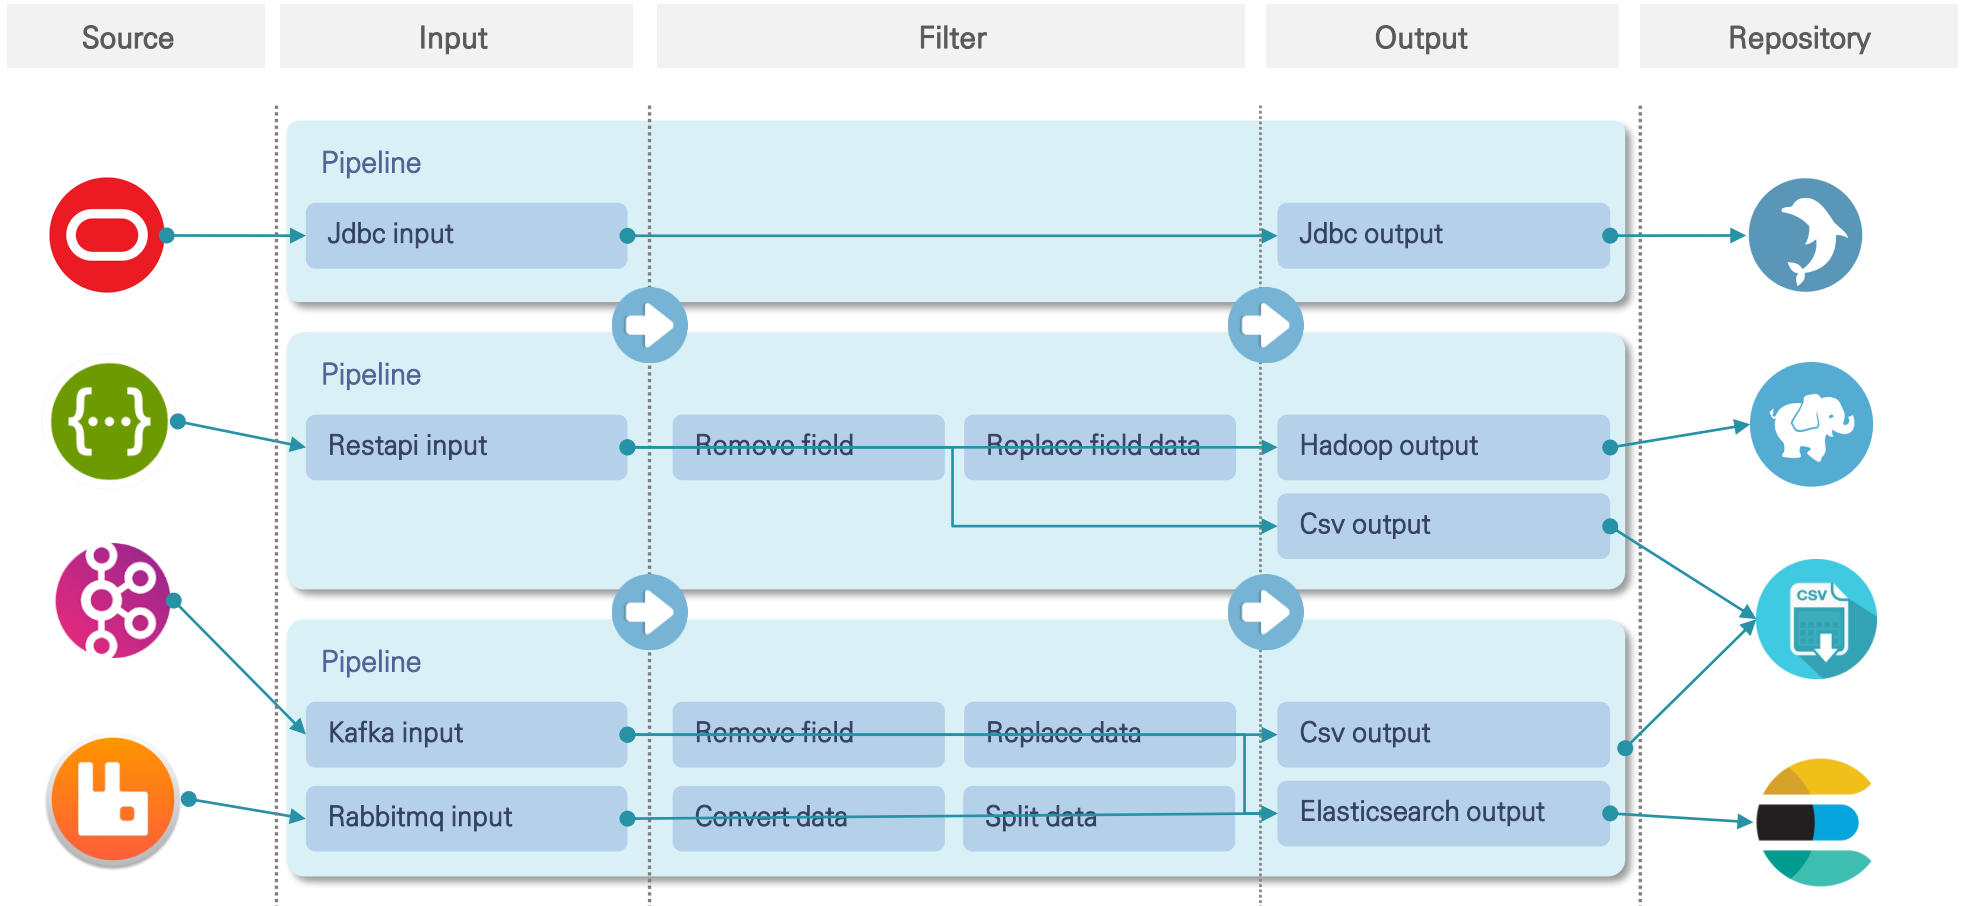 Source
Input
Filter
Output
Repository
Pipeline
Jdbc input
Jdbc output
Pipeline
Restapi input
Remove field
Replace field data
Hadoop output
Csv output
CSV
Pipeline
Kafka input
Remove field
Replace data
Csv output
Rabbitmq input
Convert data
Split data
Elasticsearch output